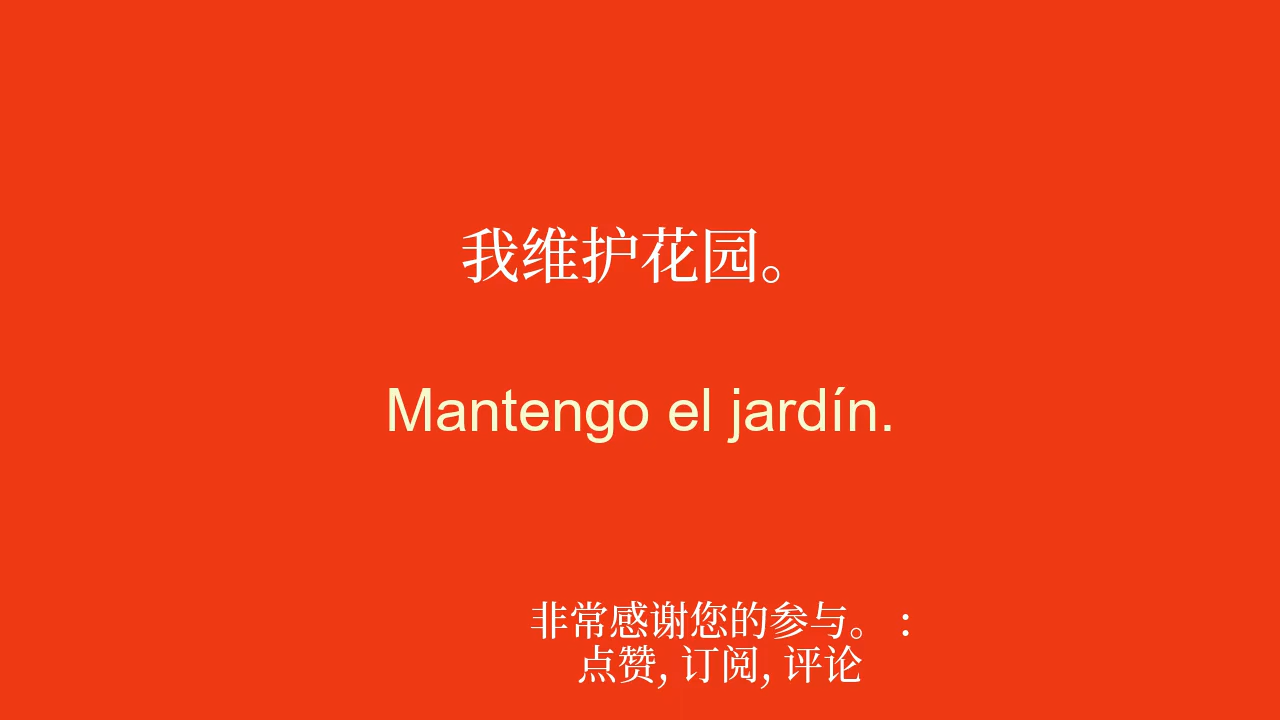 我维护花园。
Mantengo el jardín.
非常感谢您的参与。 :
点赞, 订阅, 评论